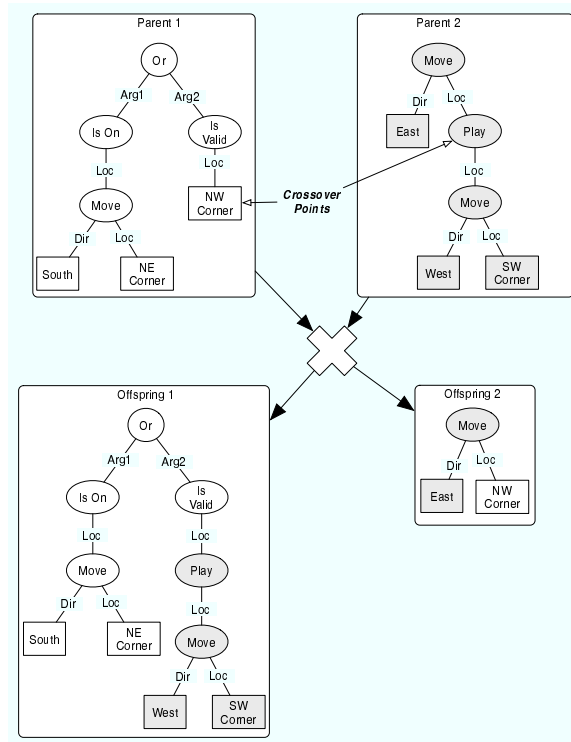 Parent 1
Or
Arg1
Arg2
Is On
Is
Valid
Loc
Loc
Move
NW
Corner
Dir
Loc
South
NE
Corner
Crossover
Points
Parent 2
Move
Dir
Loc
East
Play
Loc
Move
Dir
Loc
West
SW
Corner
Offspring 1
Or
Arg1
Arg2
Is On
Is
Valid
Loc
Loc
Move
Play
Dir
Loc
Loc
South
NE
Corner
Move
Dir
Loc
West
SW
Corner
Offspring 2
Move
Dir
Loc
East
NW
Corner